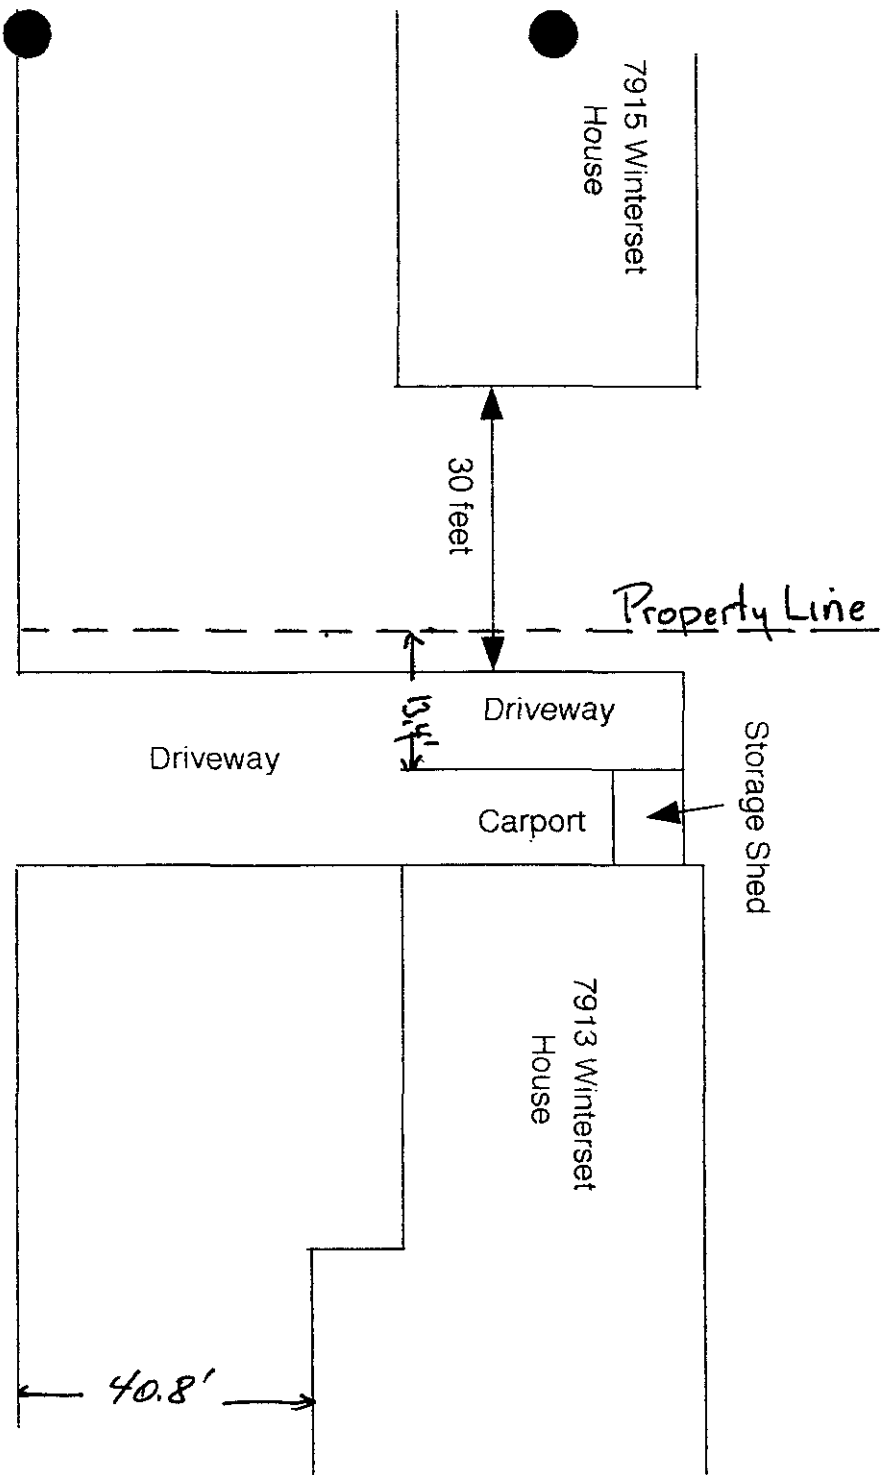 7915 Winterset
House
30 feet
Property Line
13.4'
Driveway
Driveway
Storage Shed
Carport
7913 Winterset
House
40.8'